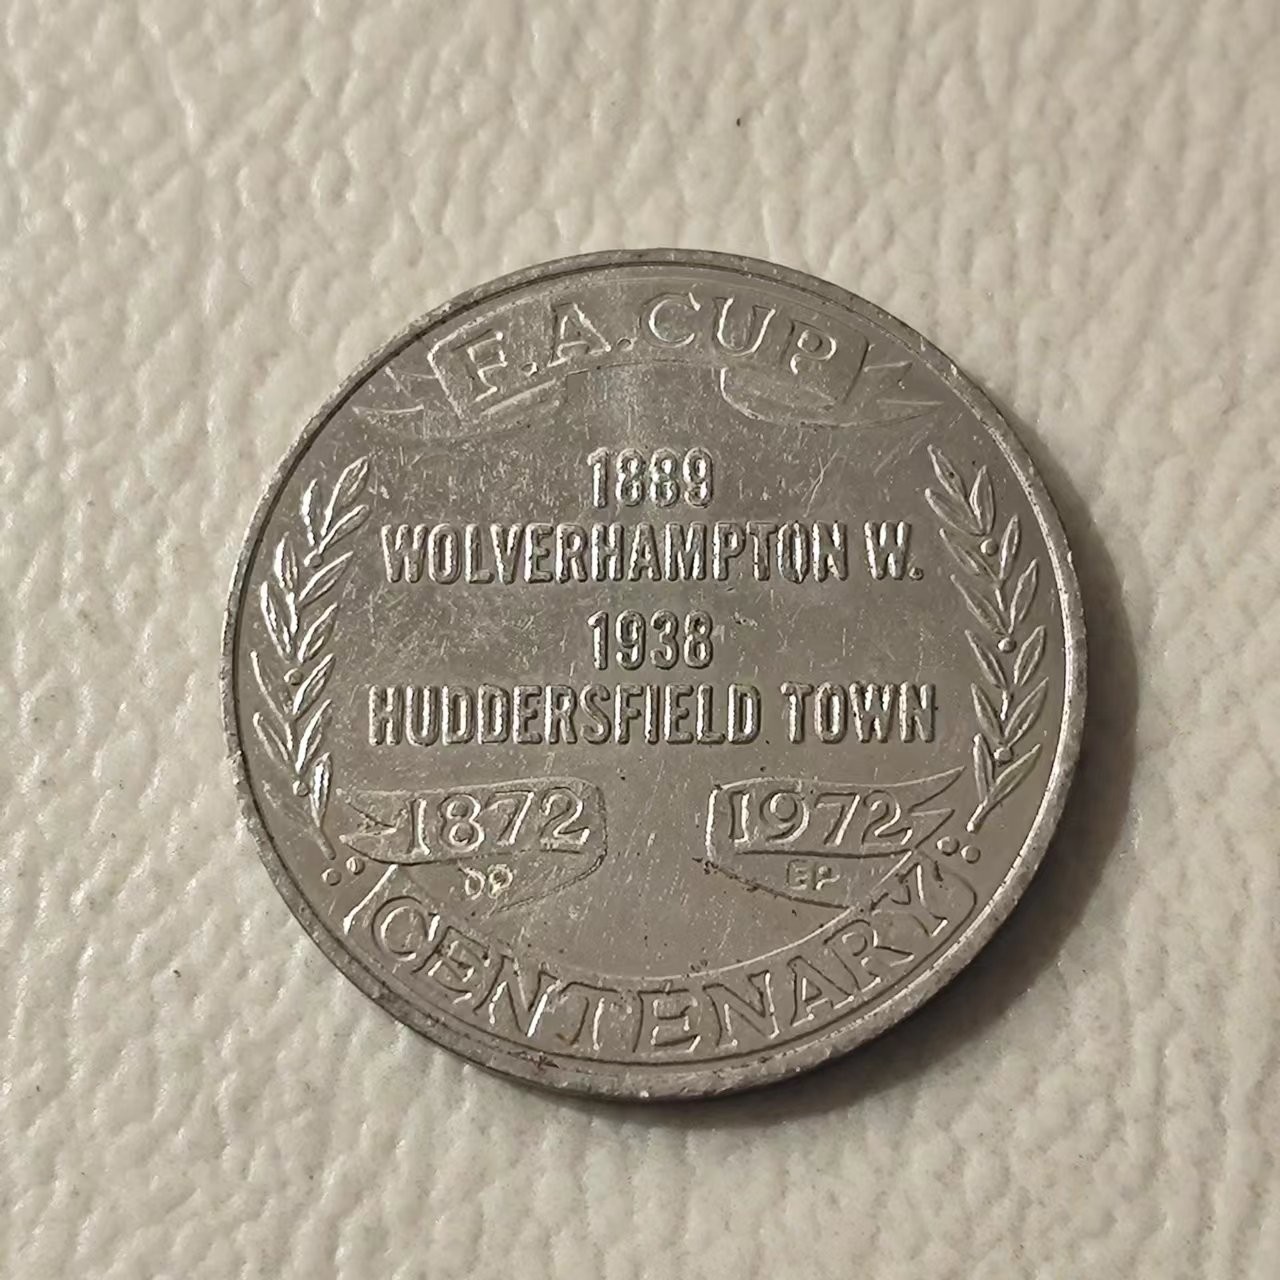 F.A.CUP
1889
WOLVERHAMPTON W.
1938
HUDDERSFIELD TOWN
1872 1972
CENTENARY